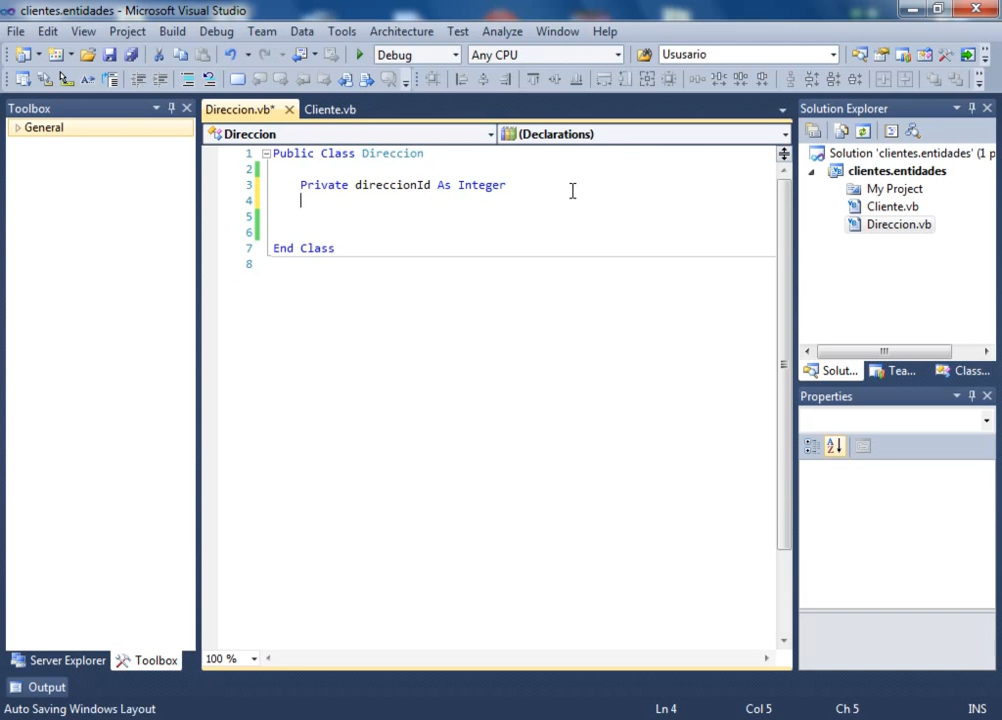 clientes.entidades - Microsoft Visual Studio
File Edit View Project Build Debug Team Data Tools Architecture Test Analyze Window Help
Debug Any CPU Ususario
Toolbox
General
Direccion.vb* Cliente.vb
Direccion (Declarations)
1 Public Class Direccion
2
3 Private direccionId As Integer
4
5
6
7 End Class
8
100 %
Solution Explorer
Solution 'clientes.entidades' (1 p
clientes.entidades
My Project
Cliente.vb
Direccion.vb
Solut... Tea... Class...
Properties
Server Explorer Toolbox
Output
Auto Saving Windows Layout Ln 4 Col 5 Ch 5 INS